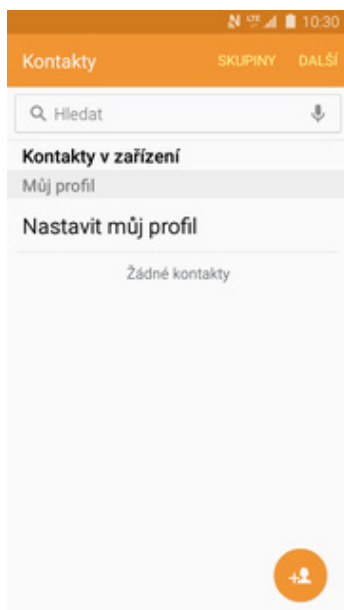 10:30
Kontakty SKUPINY DALŠÍ
Hledat
Kontakty v zařízení
Můj profil
Nastavit můj profil
Žádné kontakty